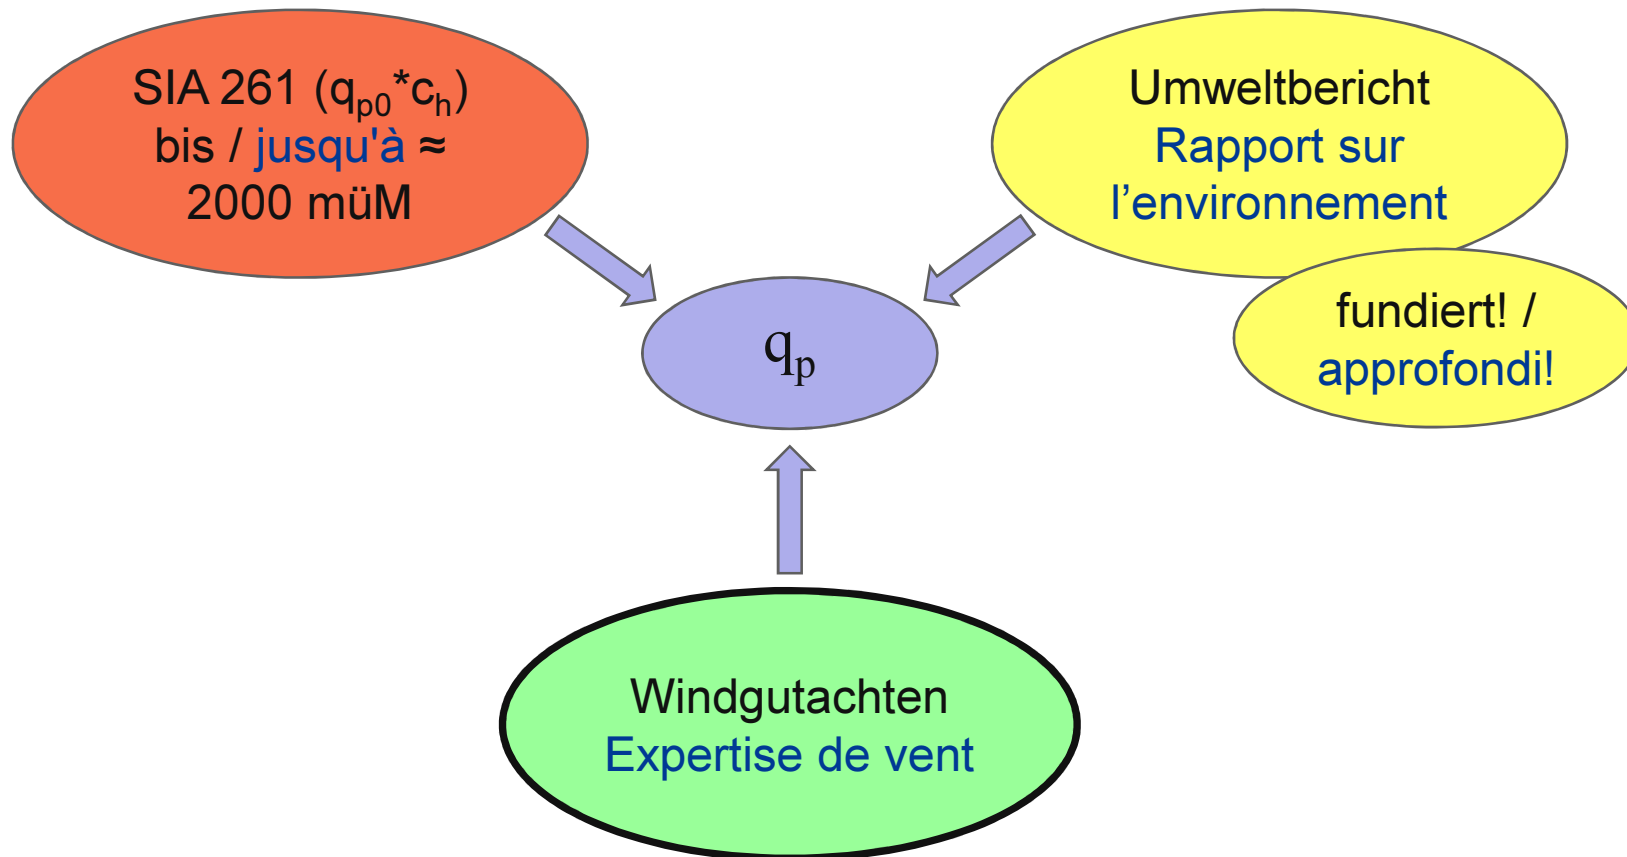 SIA 261 (qp0*ch)
bis / jusqu'à ≈
2000 müM
Umweltbericht
Rapport sur
l’environnement
fundiert! /
approfondi!
qp
Windgutachten
Expertise de vent